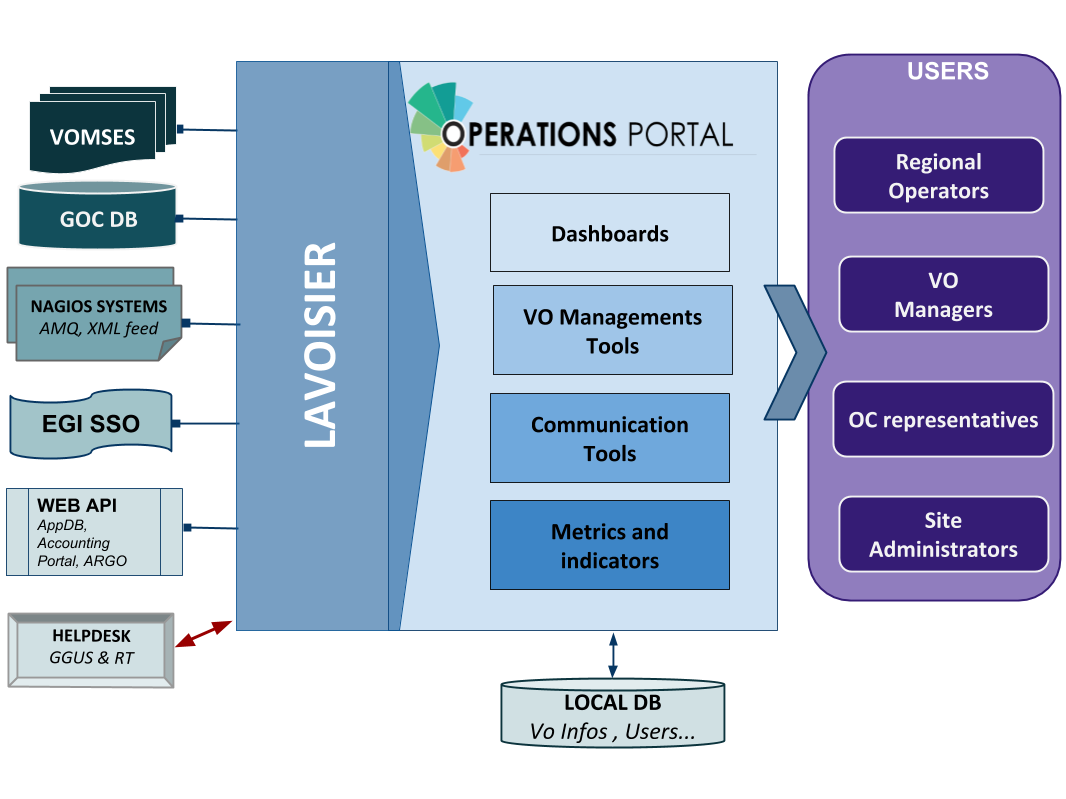 VOMSES
GOC DB
NAGIOS SYSTEMS
AMQ, XML feed
EGI SSO
WEB API
AppDB,
Accounting
Portal, ARGO
HELPDESK
GGUS & RT
LAVOISIER
OPERATIONS PORTAL
Dashboards
VO Managements
Tools
Communication
Tools
Metrics and
indicators
LOCAL DB
Vo Infos , Users...
USERS
Regional
Operators
VO
Managers
OC representatives
Site
Administrators